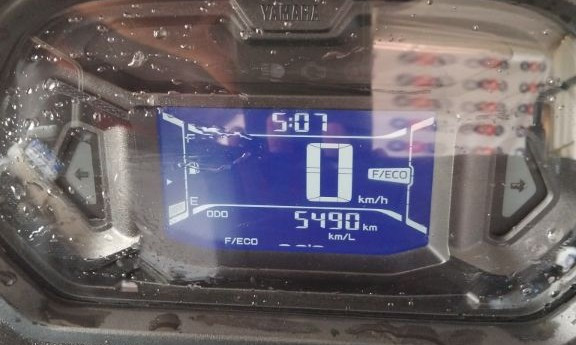 YAMAHA
5:07
F
0
F/ECO
km/h
E
ODO 5490 km
F/ECO km/L